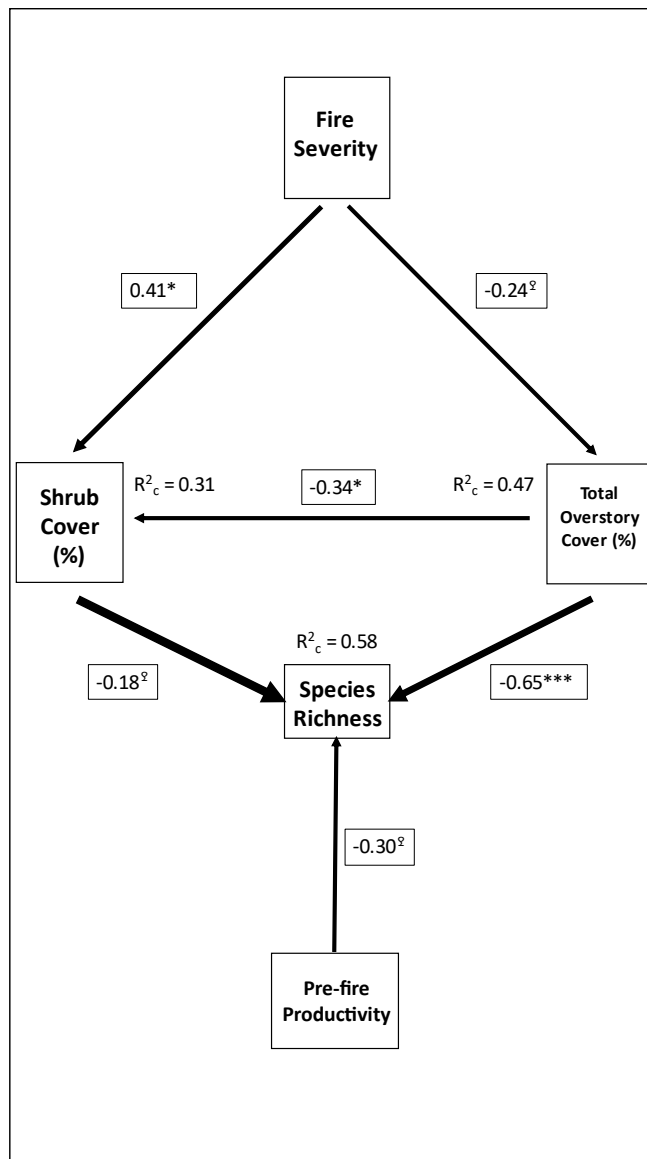 Fire
Severity
0.41*
-0.24⚲
Shrub
Cover
(%)
R²c = 0.31
-0.34*
R²c = 0.47
Total
Overstory
Cover (%)
R²c = 0.58
-0.18⚲
Species
Richness
-0.65***
-0.30⚲
Pre-fire
Productivity